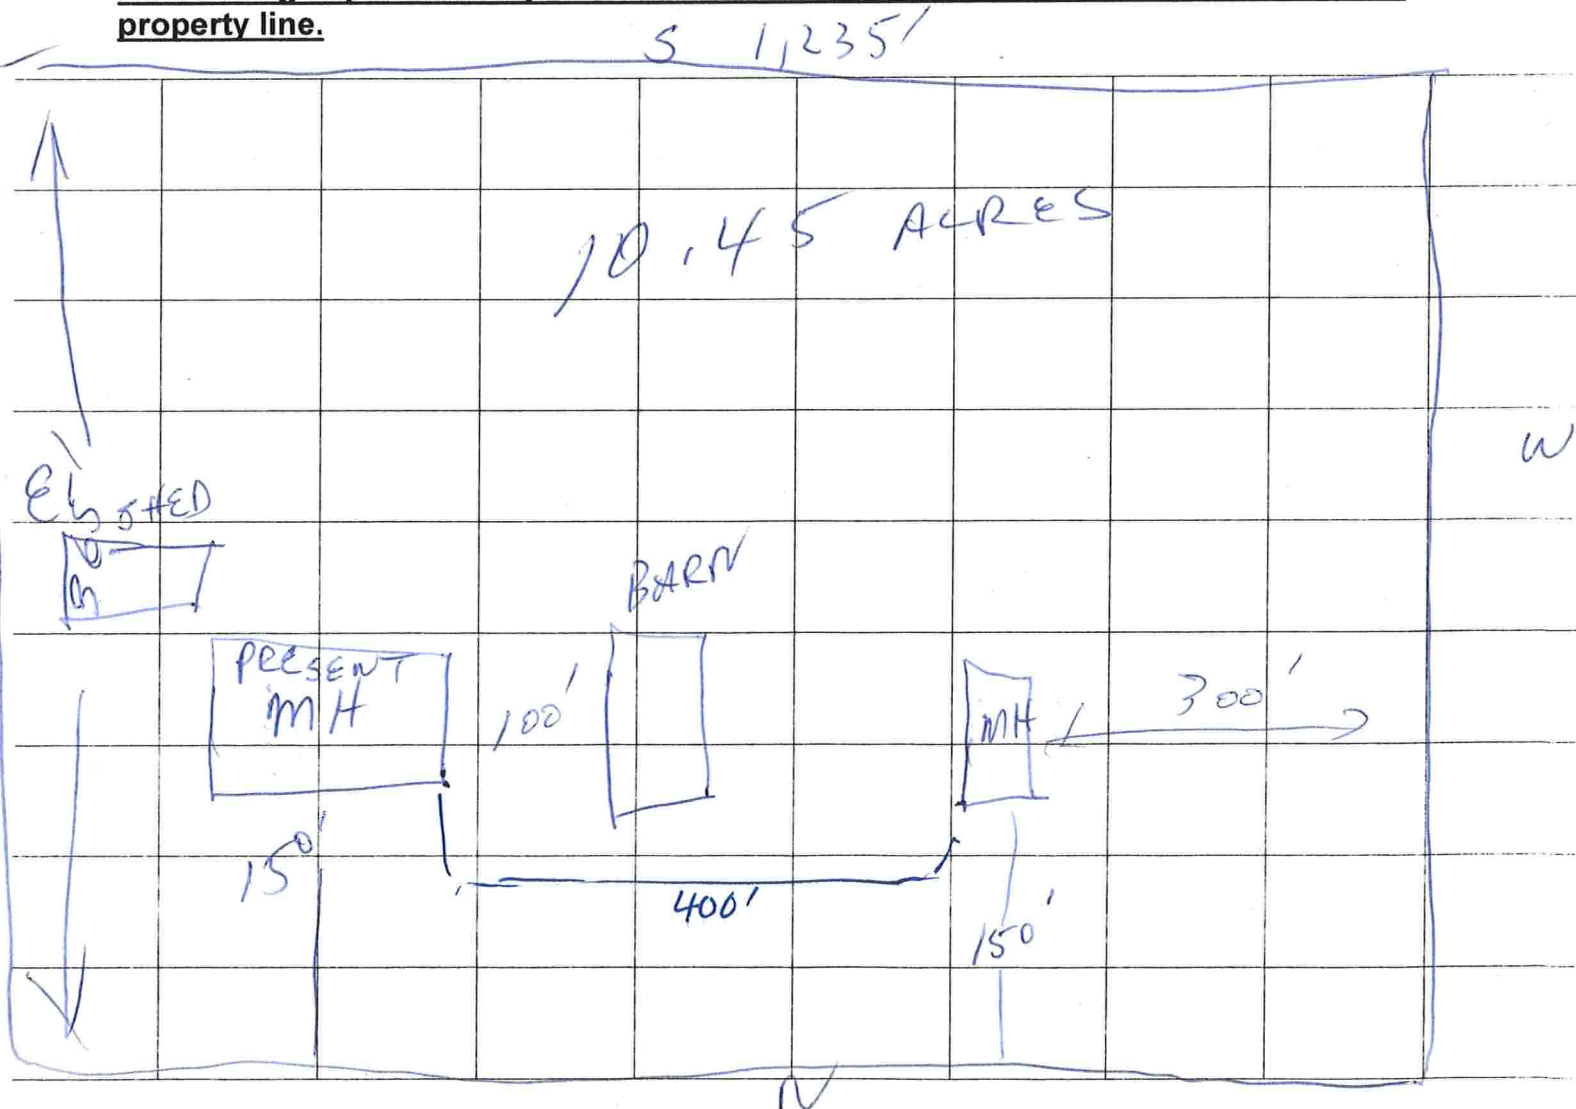 property line.
S 1,235'
10.45 ACRES
W
E
SHED
BARN
PRESENT
MH
100'
MH
300'
150'
400'
150'
N